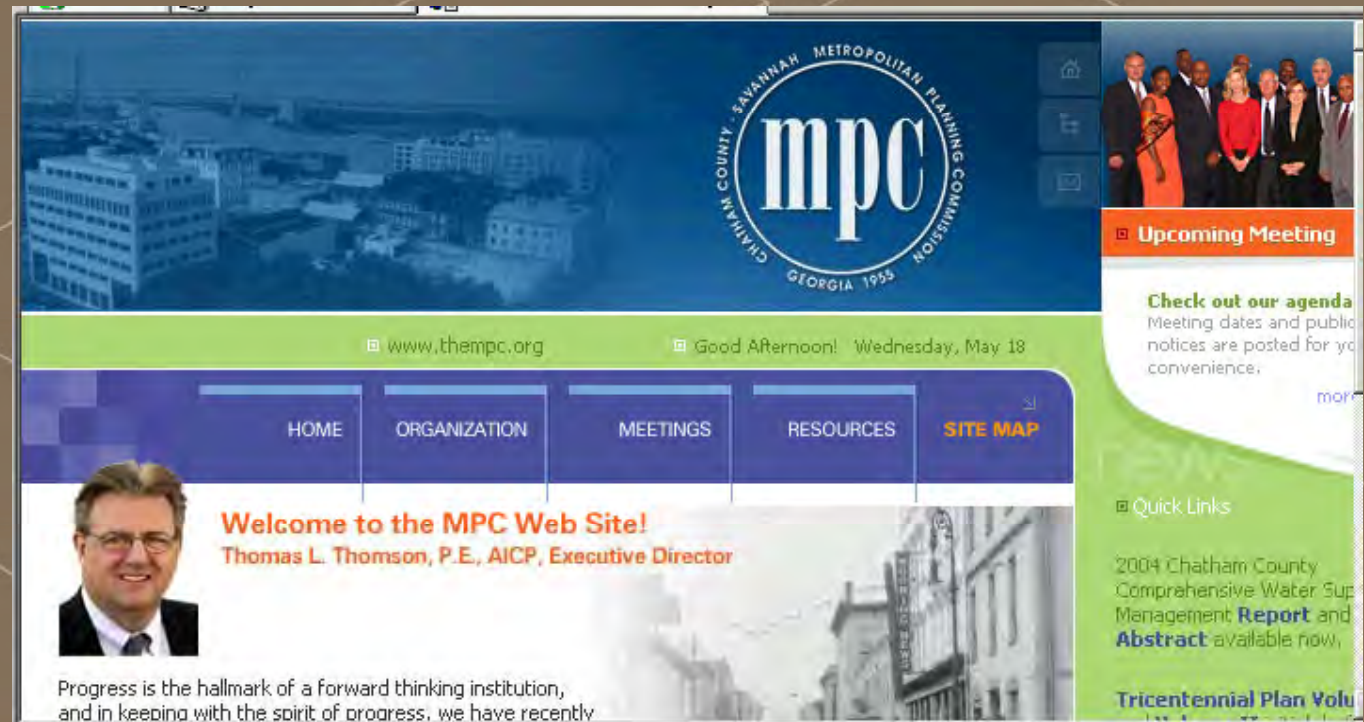 CHATHAM COUNTY - SAVANNAH METROPOLITAN PLANNING COMMISSION
mpc
GEORGIA 1955
www.thempc.org
Good Afternoon! Wednesday, May 18
HOME ORGANIZATION MEETINGS RESOURCES SITE MAP
Welcome to the MPC Web Site!
Thomas L. Thomson, P.E., AICP, Executive Director
Progress is the hallmark of a forward thinking institution,
and in keeping with the spirit of progress, we have recently
MORNING NEWS
Upcoming Meeting
Check out our agenda
Meeting dates and public
notices are posted for yo
convenience.
more
news
Quick Links
2004 Chatham County
Comprehensive Water Sup
Management Report and
Abstract available now.
Tricentennial Plan Volu